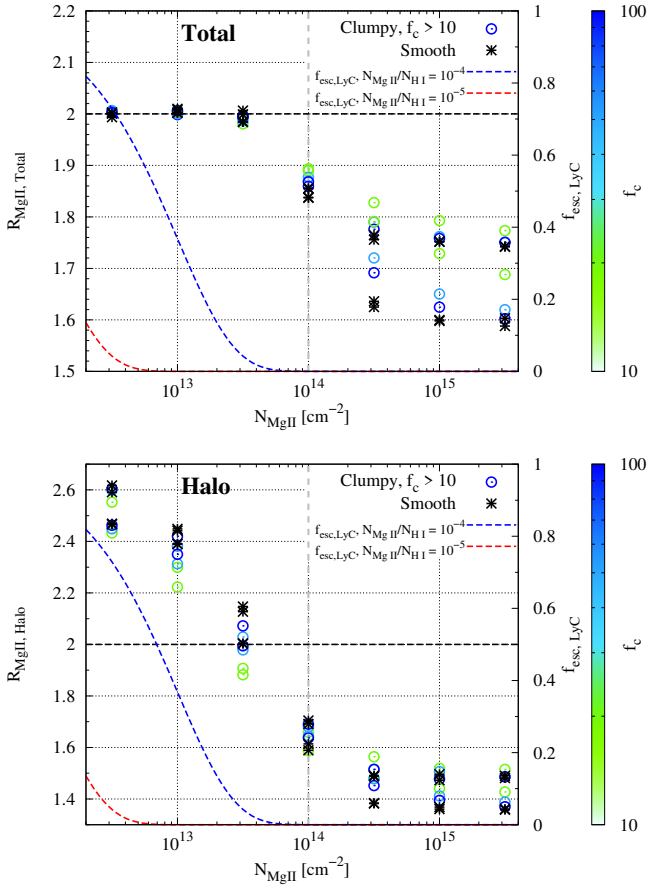 Total
Clumpy, f_c > 10
Smooth
f_esc,LyC, N_Mg II/N_H I = 10^-4
f_esc,LyC, N_Mg II/N_H I = 10^-5
2.2
2.1
2
1.9
1.8
1.7
1.6
1.5
R_MgII, Total
10^13
10^14
10^15
N_MgII [cm^-2]
1
0.8
0.6
0.4
0.2
0
f_esc, LyC
100
10
f_c
Halo
Clumpy, f_c > 10
Smooth
f_esc,LyC, N_Mg II/N_H I = 10^-4
f_esc,LyC, N_Mg II/N_H I = 10^-5
2.6
2.4
2.2
2
1.8
1.6
1.4
R_MgII, Halo
10^13
10^14
10^15
N_MgII [cm^-2]
1
0.8
0.6
0.4
0.2
0
f_esc, LyC
100
10
f_c